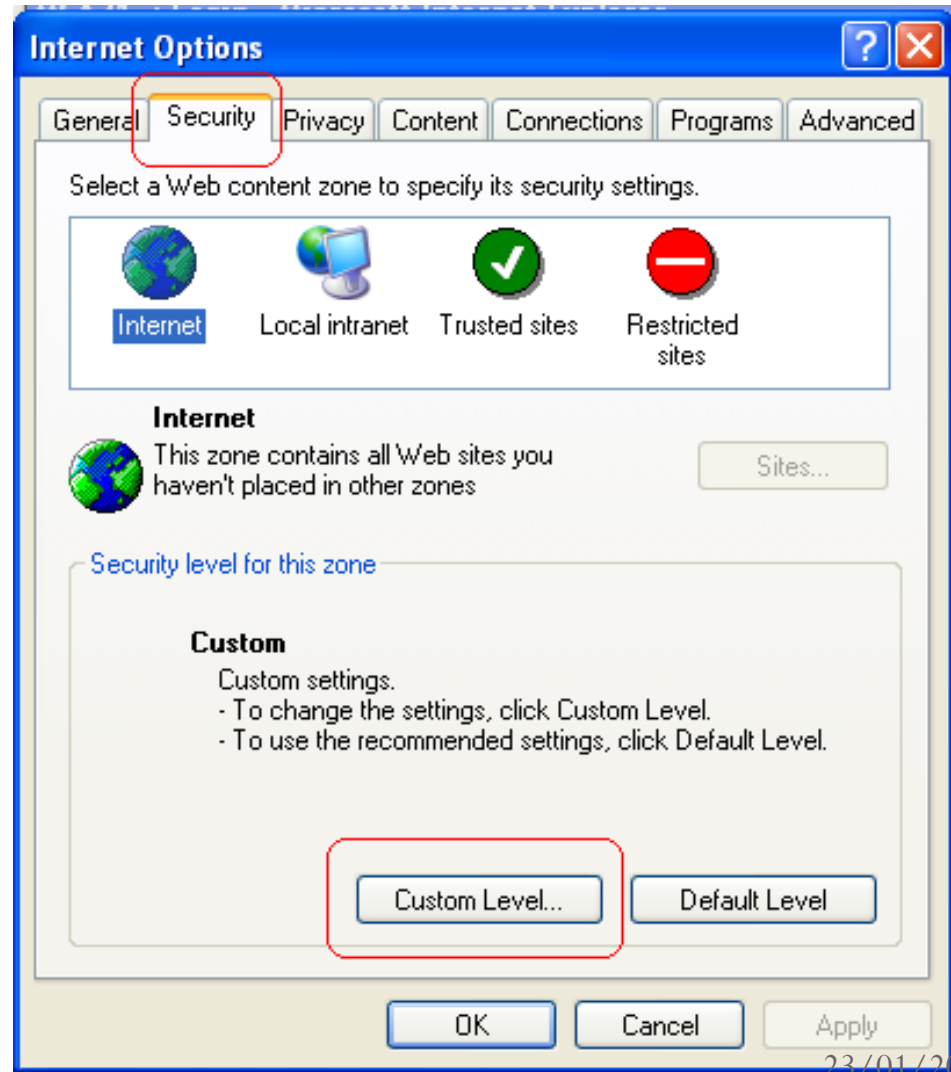 Internet Options
General Security Privacy Content Connections Programs Advanced
Select a Web content zone to specify its security settings.
Internet Local intranet Trusted sites Restricted
sites
Internet
This zone contains all Web sites you
haven't placed in other zones
Sites...
Security level for this zone
Custom
Custom settings.
- To change the settings, click Custom Level.
- To use the recommended settings, click Default Level.
Custom Level... Default Level
OK Cancel Apply